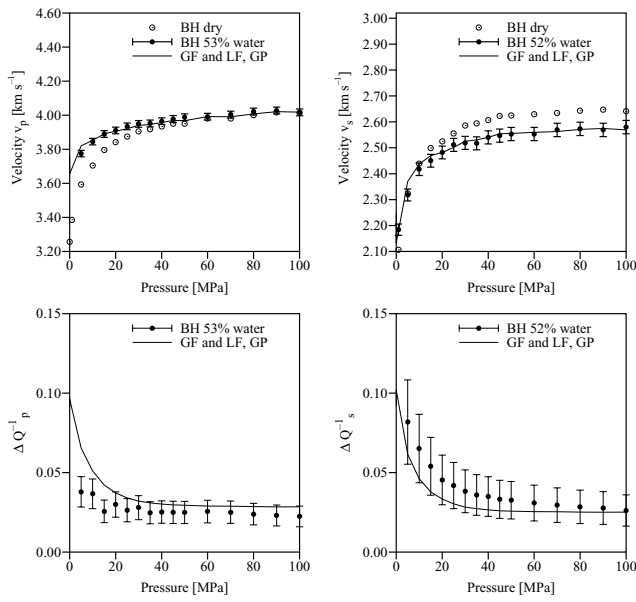 4.60
4.40
4.20
4.00
3.80
3.60
3.40
3.20
Velocity vp [km s−1]
BH dry
BH 53% water
GF and LF, GP
0 20 40 60 80 100
Pressure [MPa]
3.00
2.90
2.80
2.70
2.60
2.50
2.40
2.30
2.20
2.10
Velocity vs [km s−1]
BH dry
BH 52% water
GF and LF, GP
0 20 40 60 80 100
Pressure [MPa]
0.15
0.10
0.05
0.00
Δ Q−1p
BH 53% water
GF and LF, GP
0 20 40 60 80 100
Pressure [MPa]
0.15
0.10
0.05
0.00
Δ Q−1s
BH 52% water
GF and LF, GP
0 20 40 60 80 100
Pressure [MPa]